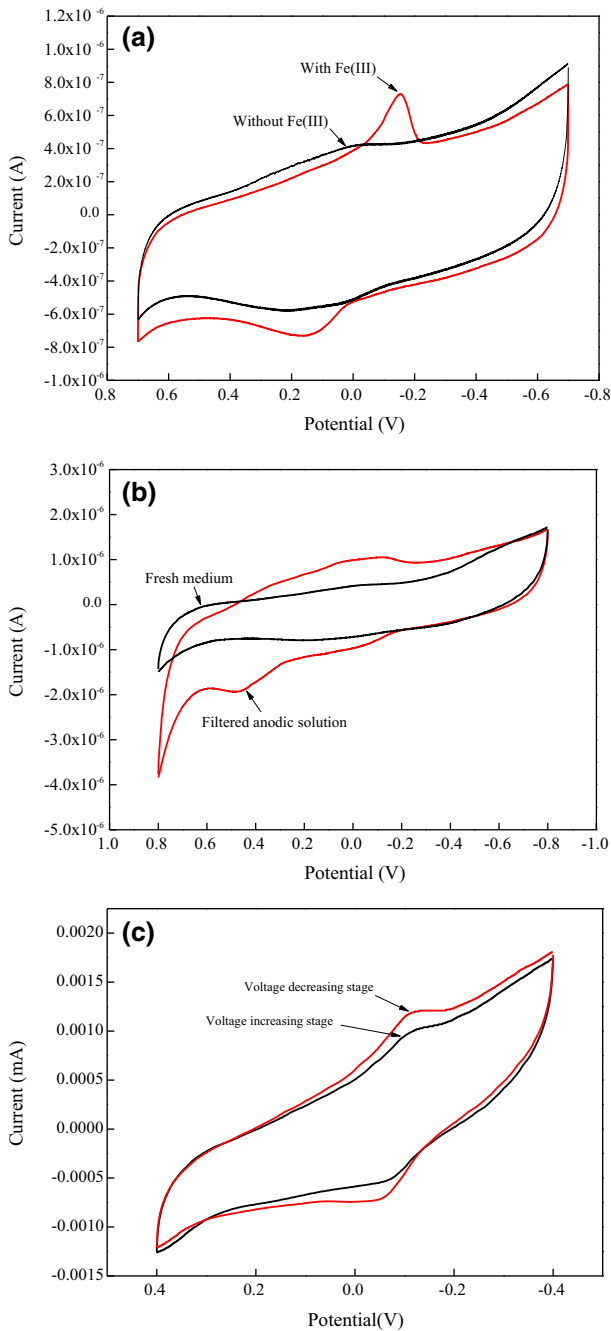 (a)
1.2x10⁻⁶
1.0x10⁻⁶
8.0x10⁻⁷
6.0x10⁻⁷
4.0x10⁻⁷
2.0x10⁻⁷
0.0
-2.0x10⁻⁷
-4.0x10⁻⁷
-6.0x10⁻⁷
-8.0x10⁻⁷
-1.0x10⁻⁶
Current (A)
With Fe(III)
Without Fe(III)
0.8 0.6 0.4 0.2 0.0 -0.2 -0.4 -0.6 -0.8
Potential (V)
(b)
3.0x10⁻⁶
2.0x10⁻⁶
1.0x10⁻⁶
0.0
-1.0x10⁻⁶
-2.0x10⁻⁶
-3.0x10⁻⁶
-4.0x10⁻⁶
-5.0x10⁻⁶
Current (A)
Fresh medium
Filtered anodic solution
1.0 0.8 0.6 0.4 0.2 0.0 -0.2 -0.4 -0.6 -0.8 -1.0
Potential (V)
(c)
0.0020
0.0015
0.0010
0.0005
0.0000
-0.0005
-0.0010
-0.0015
Current (mA)
Voltage decreasing stage
Voltage increasing stage
0.4 0.2 0.0 -0.2 -0.4
Potential(V)